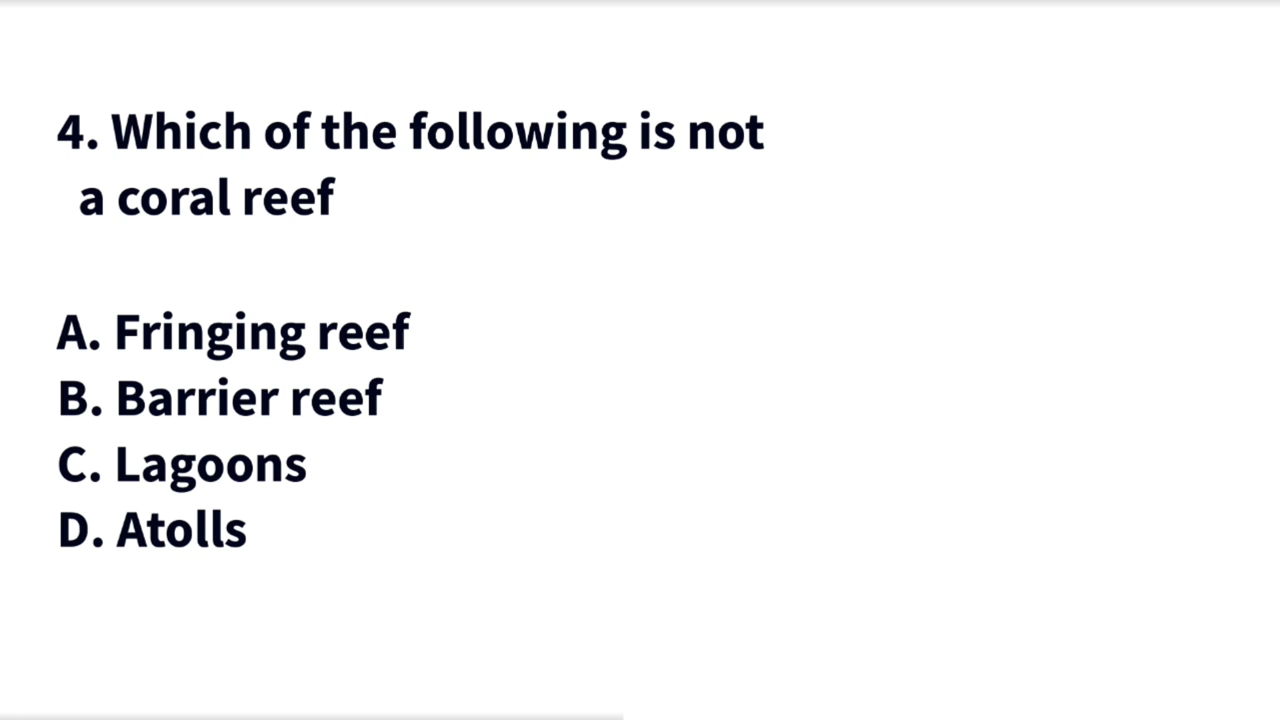 4. Which of the following is not
a coral reef
A. Fringing reef
B. Barrier reef
C. Lagoons
D. Atolls